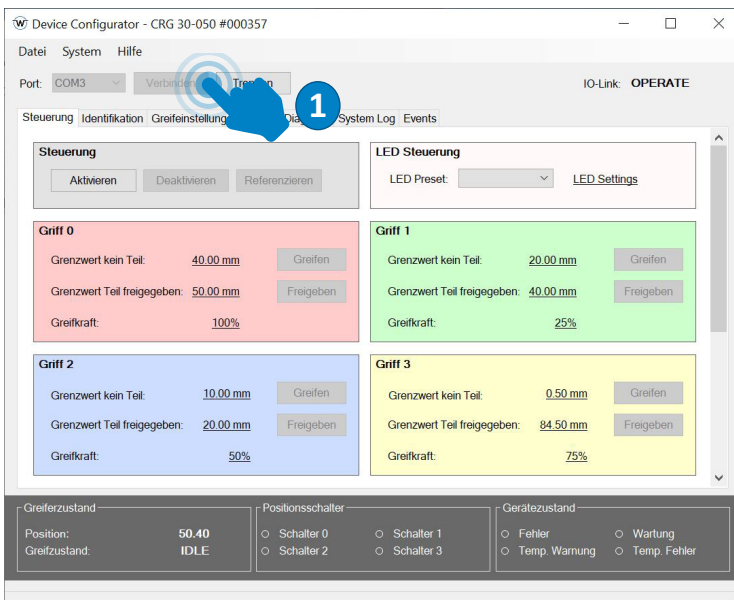 Device Configurator - CRG 30-050 #000357
Datei System Hilfe
Port: COM3 IO-Link: OPERATE
1
Steuerung Identifikation System Log Events
Steuerung
Aktivieren Deaktivieren Referenzieren
LED Steuerung
LED Preset: LED Settings
Griff 0
Grenzwert kein Teil: 40.00 mm Greifen
Grenzwert Teil freigegeben: 50.00 mm Freigeben
Greifkraft: 100%
Griff 1
Grenzwert kein Teil: 20.00 mm Greifen
Grenzwert Teil freigegeben: 40.00 mm Freigeben
Greifkraft: 25%
Griff 2
Grenzwert kein Teil: 10.00 mm Greifen
Grenzwert Teil freigegeben: 20.00 mm Freigeben
Greifkraft: 50%
Griff 3
Grenzwert kein Teil: 0.50 mm Greifen
Grenzwert Teil freigegeben: 84.50 mm Freigeben
Greifkraft: 75%
Greiferzustand
Position: 50.40
Greifzustand: IDLE
Positionsschalter
Schalter 0 Schalter 1
Schalter 2 Schalter 3
Gerätezustand
Fehler Wartung
Temp. Warnung Temp. Fehler